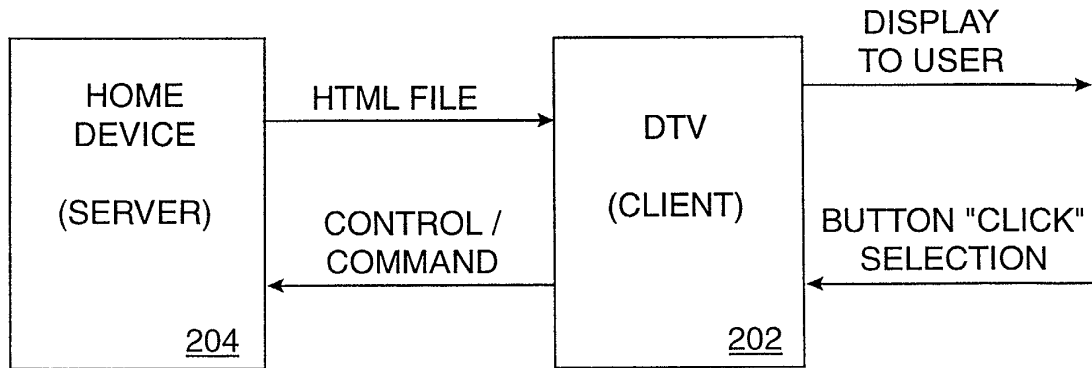 HOME
DEVICE
(SERVER)
204
HTML FILE
CONTROL /
COMMAND
DTV
(CLIENT)
202
DISPLAY
TO USER
BUTTON "CLICK"
SELECTION